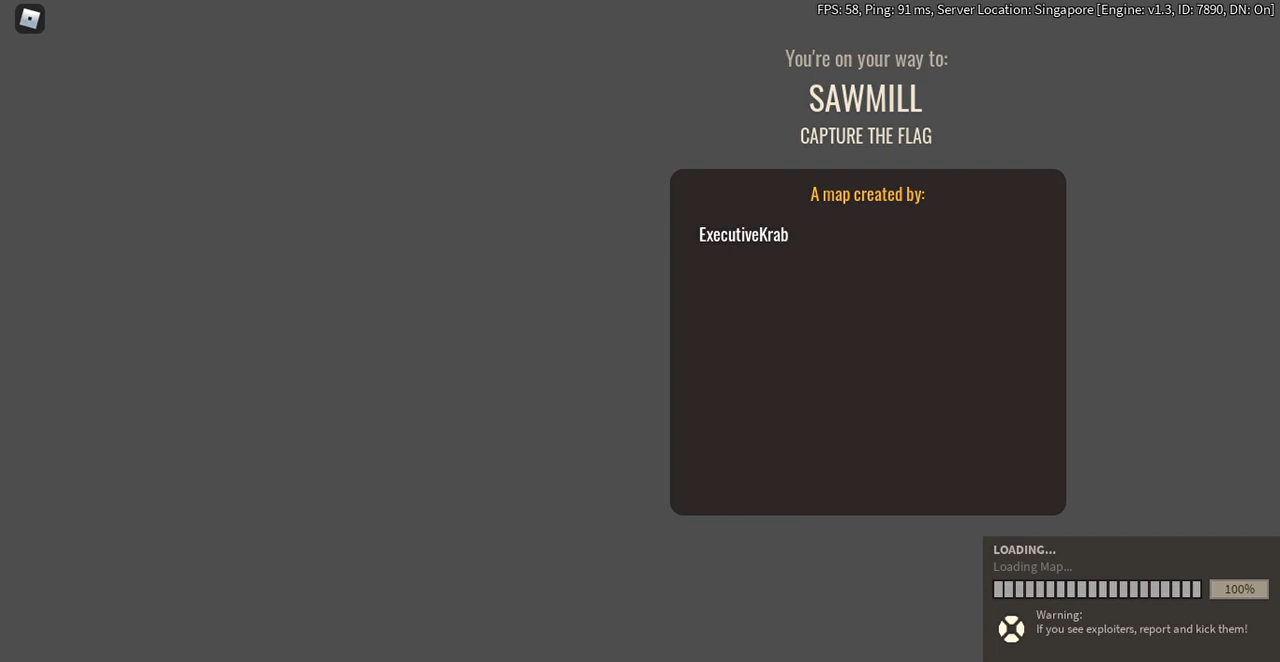 FPS: 58, Ping: 91 ms, Server Location: Singapore [Engine: v1.3, ID: 7890, DN: On]
You're on your way to:
SAWMILL
CAPTURE THE FLAG
A map created by:
ExecutiveKrab
LOADING...
Loading Map...
100%
Warning:
If you see exploiters, report and kick them!